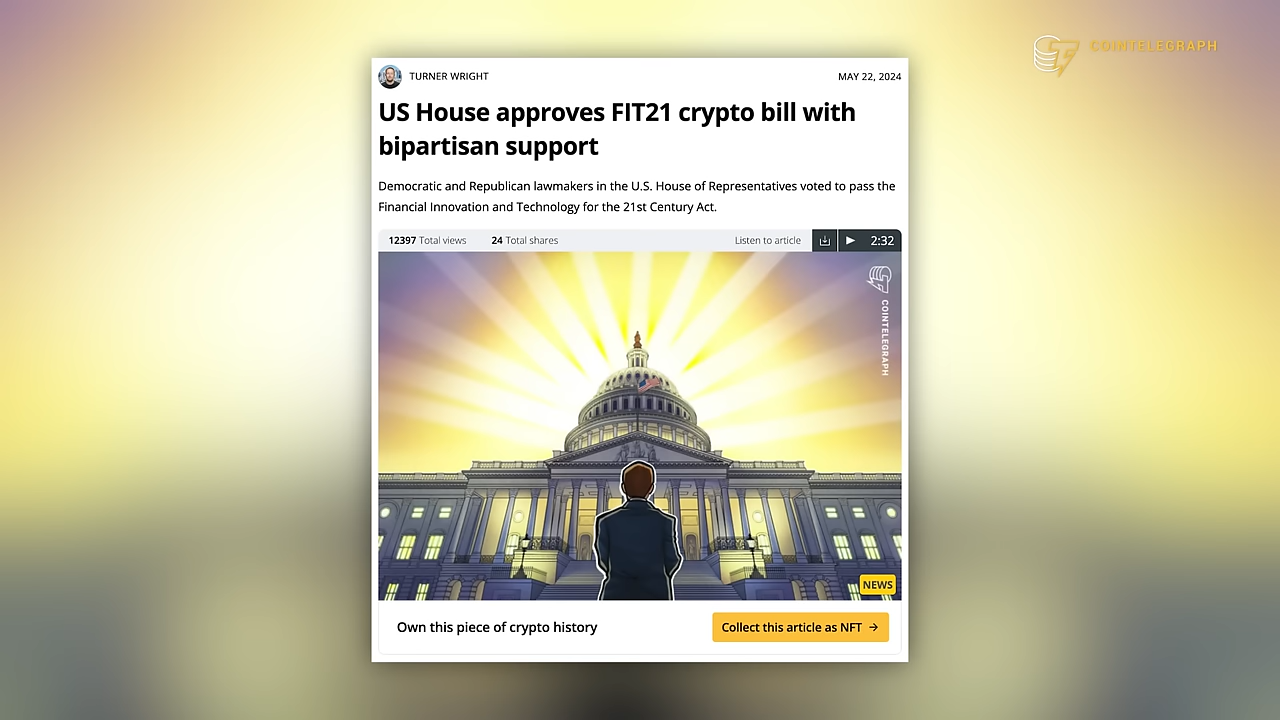 COINTELEGRAPH
TURNER WRIGHT
MAY 22, 2024
US House approves FIT21 crypto bill with
bipartisan support
Democratic and Republican lawmakers in the U.S. House of Representatives voted to pass the
Financial Innovation and Technology for the 21st Century Act.
12397 Total views 24 Total shares Listen to article 2:32
COINTELEGRAPH
NEWS
Own this piece of crypto history
Collect this article as NFT →